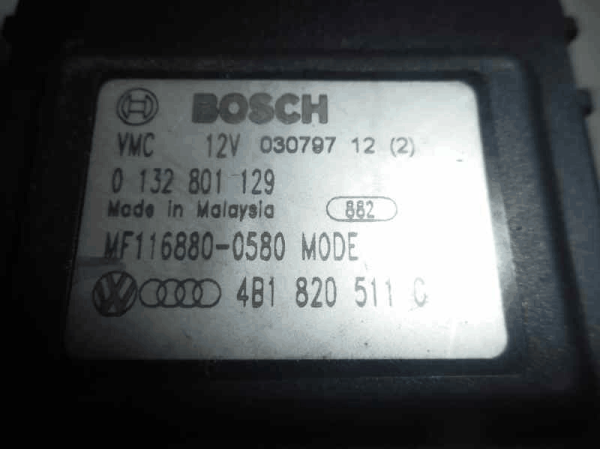 BOSCH
VMC 12V 030797 12 (2)
0 132 801 129
Made in Malaysia 882
MF116880-0580 MODE
4B1 820 511 C